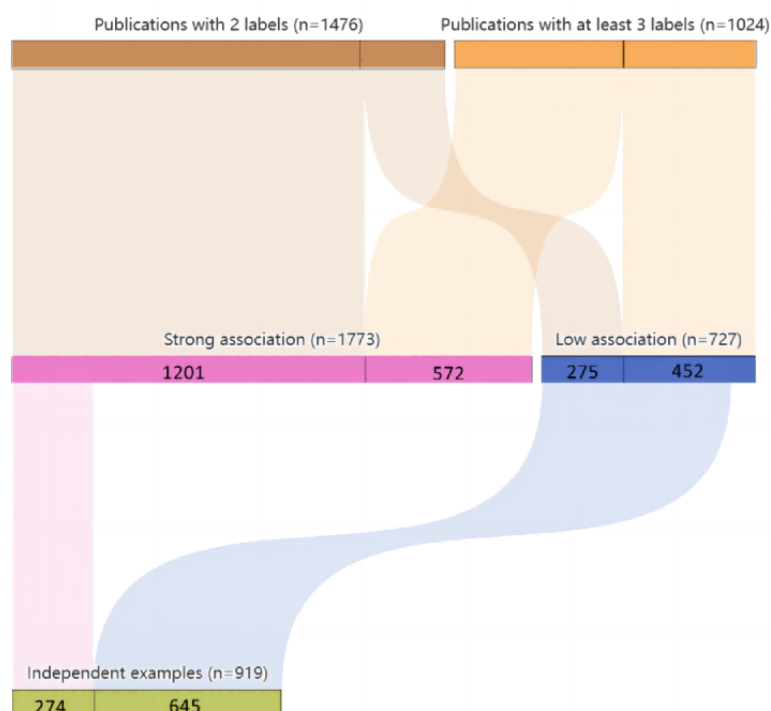 Publications with 2 labels (n=1476)
Publications with at least 3 labels (n=1024)
Strong association (n=1773)
Low association (n=727)
1201
572
275
452
Independent examples (n=919)
274
645